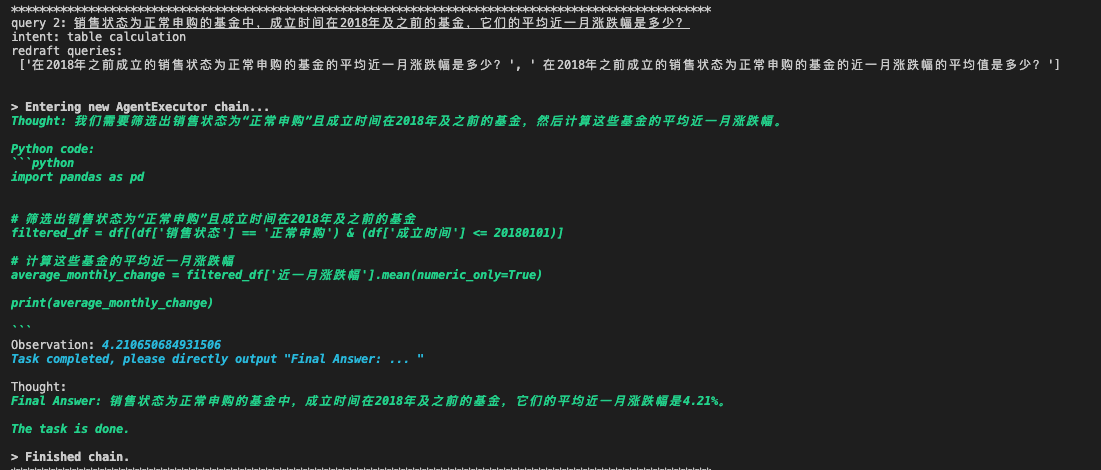 ****************************************************************************************************
query 2: 销售状态为正常申购的基金中，成立时间在2018年及之前的基金，它们的平均近一月涨跌幅是多少？
intent: table calculation
redraft queries:
['在2018年之前成立的销售状态为正常申购的基金的平均近一月涨跌幅是多少？', ' 在2018年之前成立的销售状态为正常申购的基金的近一月涨跌幅的平均值是多少？']
> Entering new AgentExecutor chain...
Thought: 我们需要筛选出销售状态为“正常申购”且成立时间在2018年及之前的基金，然后计算这些基金的平均近一月涨跌幅。
Python code:
```python
import pandas as pd
# 筛选出销售状态为“正常申购”且成立时间在2018年及之前的基金
filtered_df = df[(df['销售状态'] == '正常申购') & (df['成立时间'] <= 20180101)]
# 计算这些基金的平均近一月涨跌幅
average_monthly_change = filtered_df['近一月涨跌幅'].mean(numeric_only=True)
print(average_monthly_change)
```
Observation: 4.210650684931506
Task completed, please directly output "Final Answer: ... "
Thought:
Final Answer: 销售状态为正常申购的基金中，成立时间在2018年及之前的基金，它们的平均近一月涨跌幅是4.21%。
The task is done.
> Finished chain.